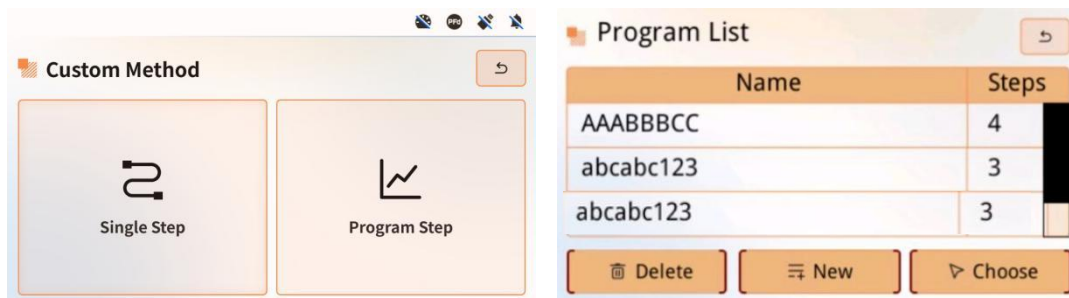 PFd
Custom Method
Single Step
Program Step
Program List
Name Steps
AAABBBCC 4
abcabc123 3
abcabc123 3
Delete New Choose